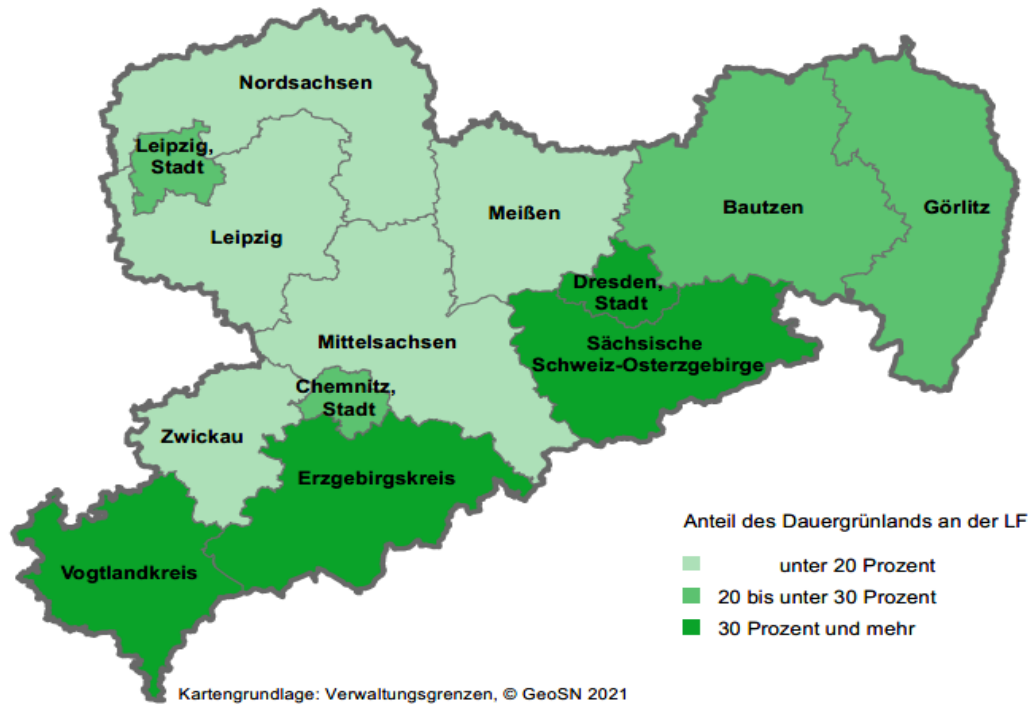 Nordsachsen
Leipzig,
Stadt
Leipzig
Meißen
Bautzen
Görlitz
Dresden,
Stadt
Sächsische
Schweiz-Osterzgebirge
Mittelsachsen
Chemnitz,
Stadt
Zwickau
Erzgebirgskreis
Vogtlandkreis
Anteil des Dauergrünlands an der LF
unter 20 Prozent
20 bis unter 30 Prozent
30 Prozent und mehr
Kartengrundlage: Verwaltungsgrenzen, © GeoSN 2021